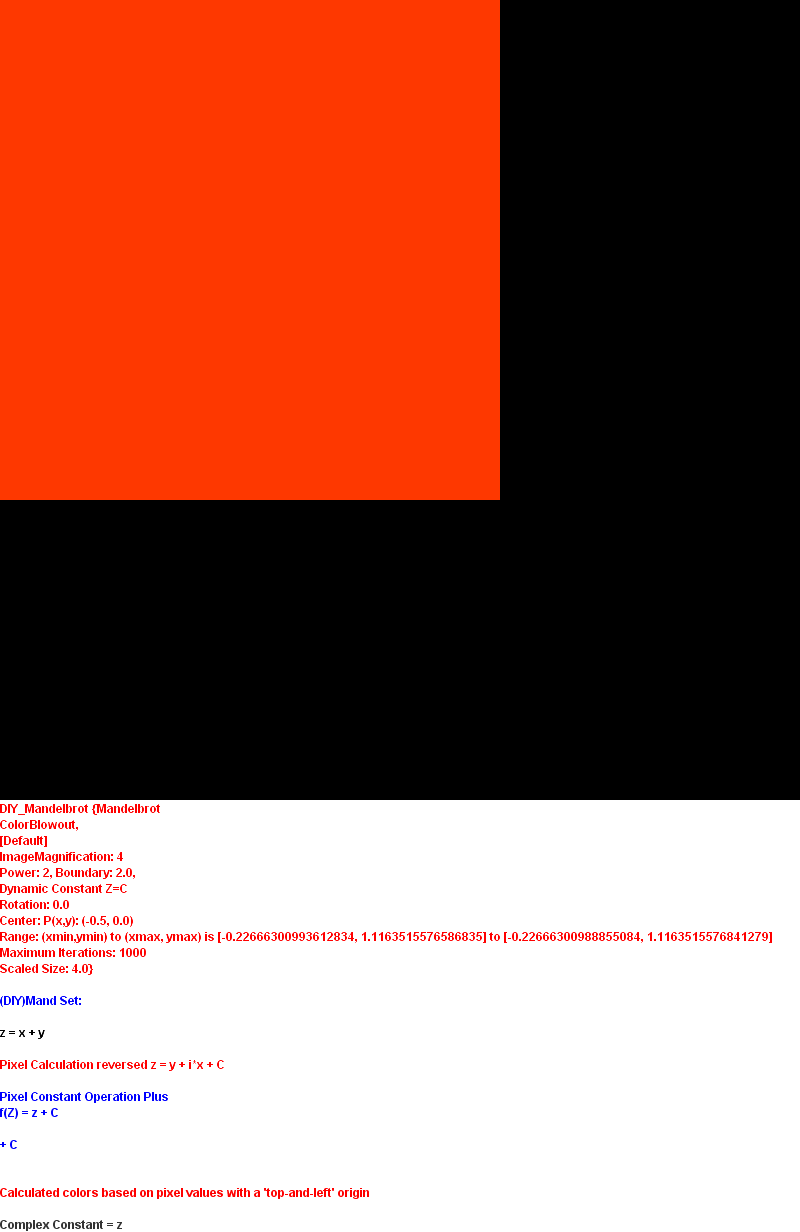 DIY_Mandelbrot {Mandelbrot
ColorBlowout,
[Default]
ImageMagnification: 4
Power: 2, Boundary: 2.0,
Dynamic Constant Z=C
Rotation: 0.0
Center: P(x,y): (-0.5, 0.0)
Range: (xmin,ymin) to (xmax, ymax) is [-0.22666300993612834, 1.1163515576586835] to [-0.22666300988855084, 1.1163515576841279]
Maximum Iterations: 1000
Scaled Size: 4.0}
(DIY)Mand Set:
z = x + y
Pixel Calculation reversed z = y + i*x + C
Pixel Constant Operation Plus
f(Z) = z + C
+ C
Calculated colors based on pixel values with a 'top-and-left' origin
Complex Constant = z